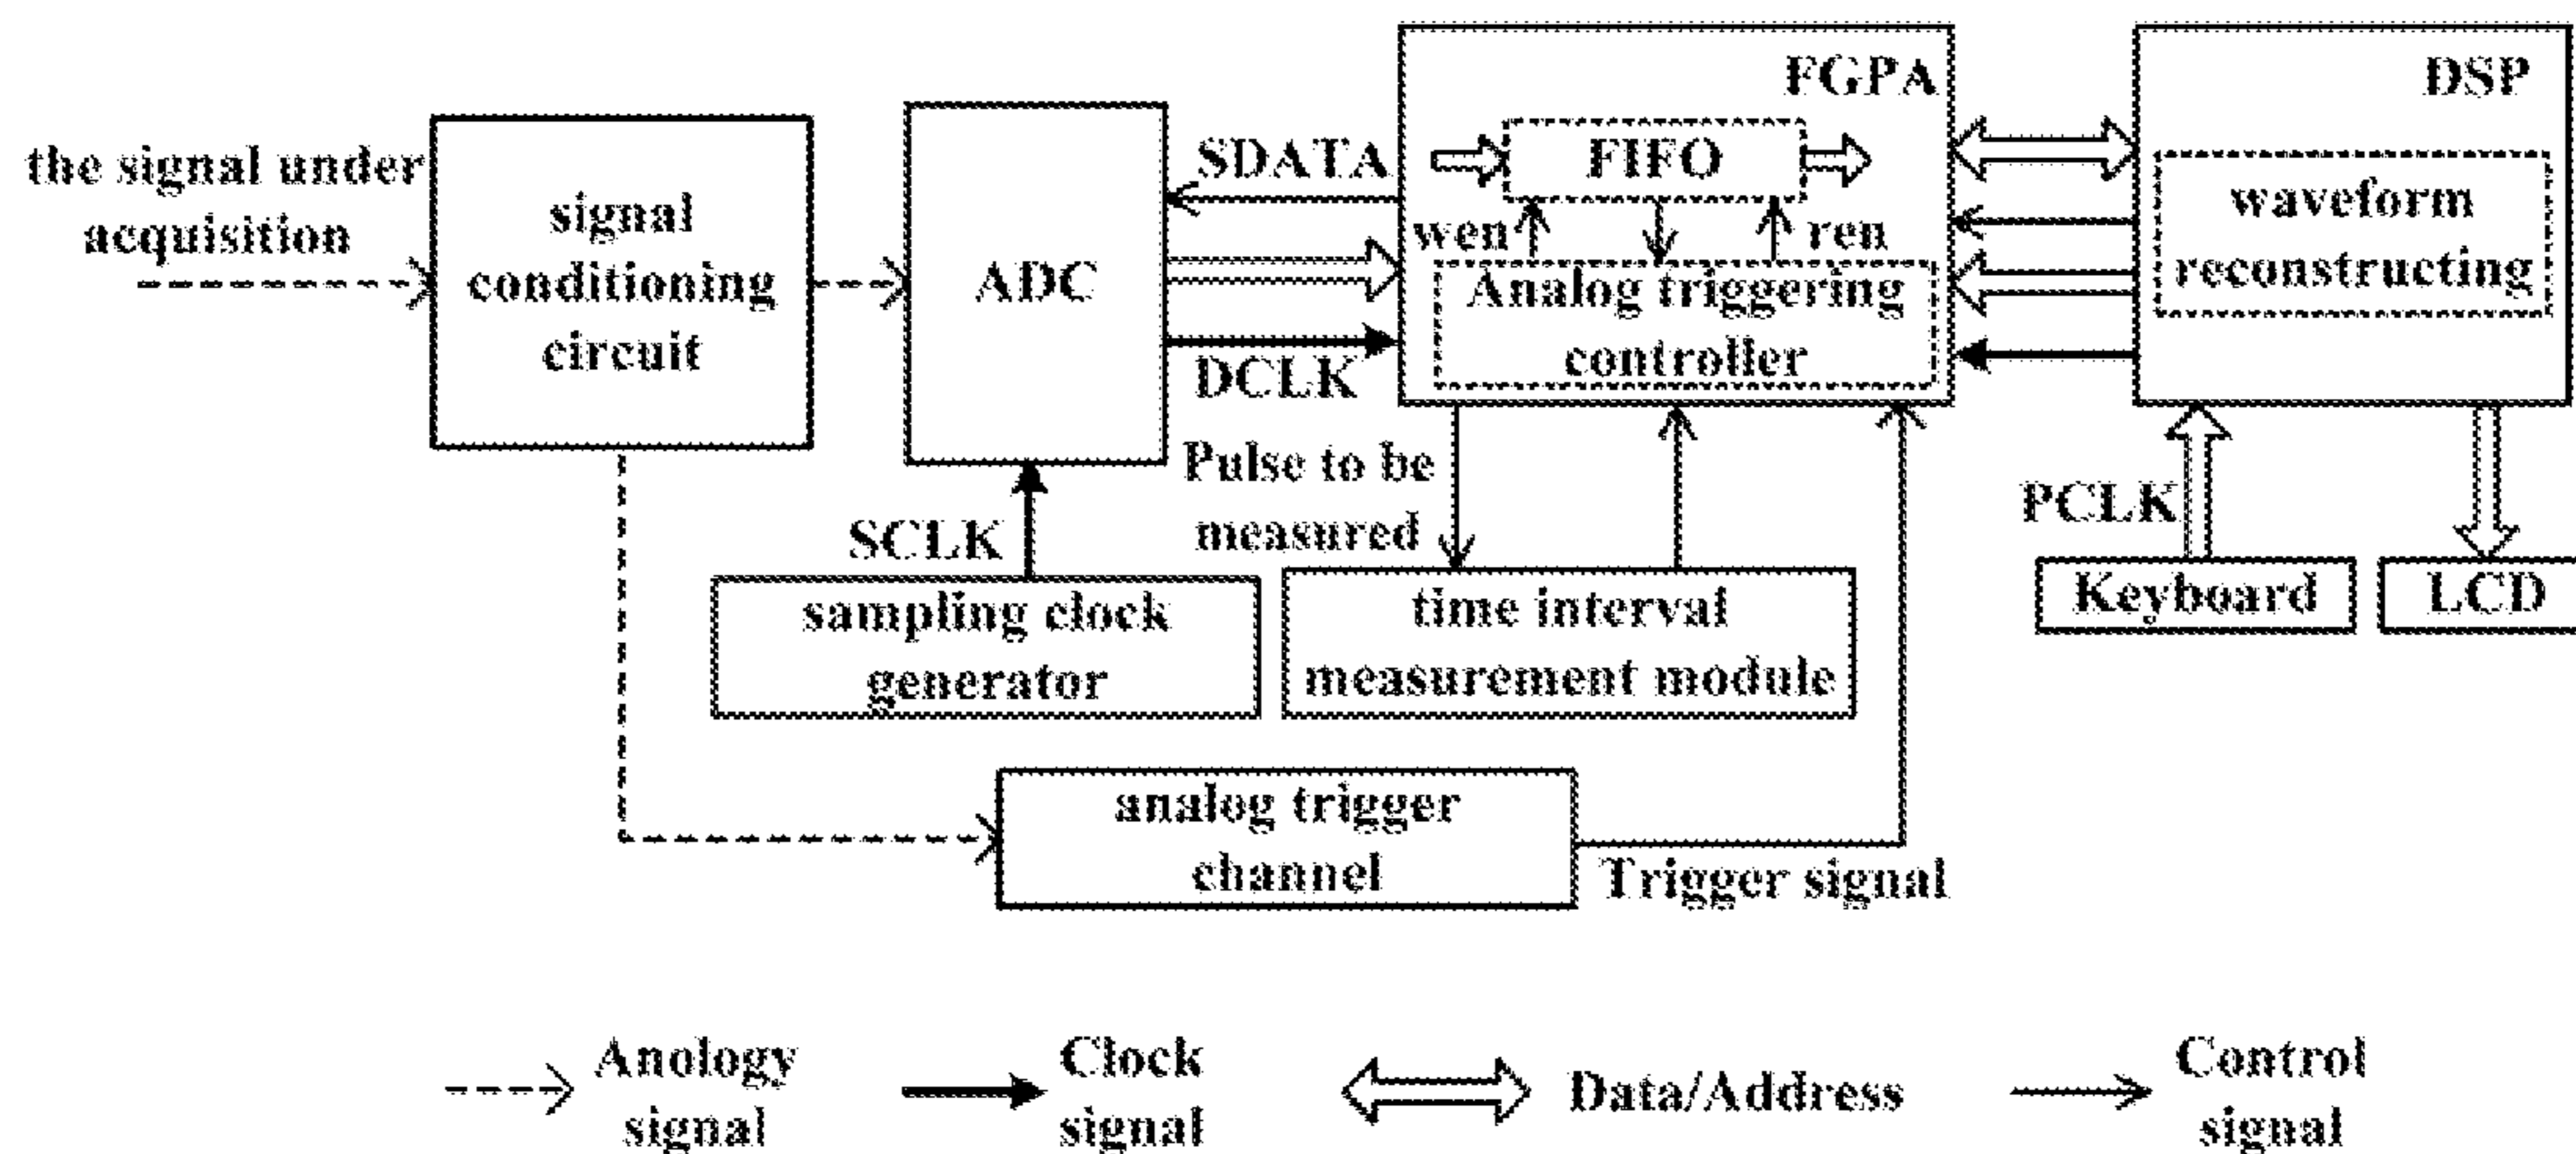 the signal under
acquisition
signal
conditioning
circuit
ADC
SDATA
DCLK
SCLK
sampling clock
generator
FGPA
FIFO
wen
ren
Analog triggering
controller
Pulse to be
measured
time interval
measurement module
analog trigger
channel
Trigger signal
DSP
waveform
reconstructing
PCLK
Keyboard
LCD
Anology
signal
Clock
signal
Data/Address
Control
signal